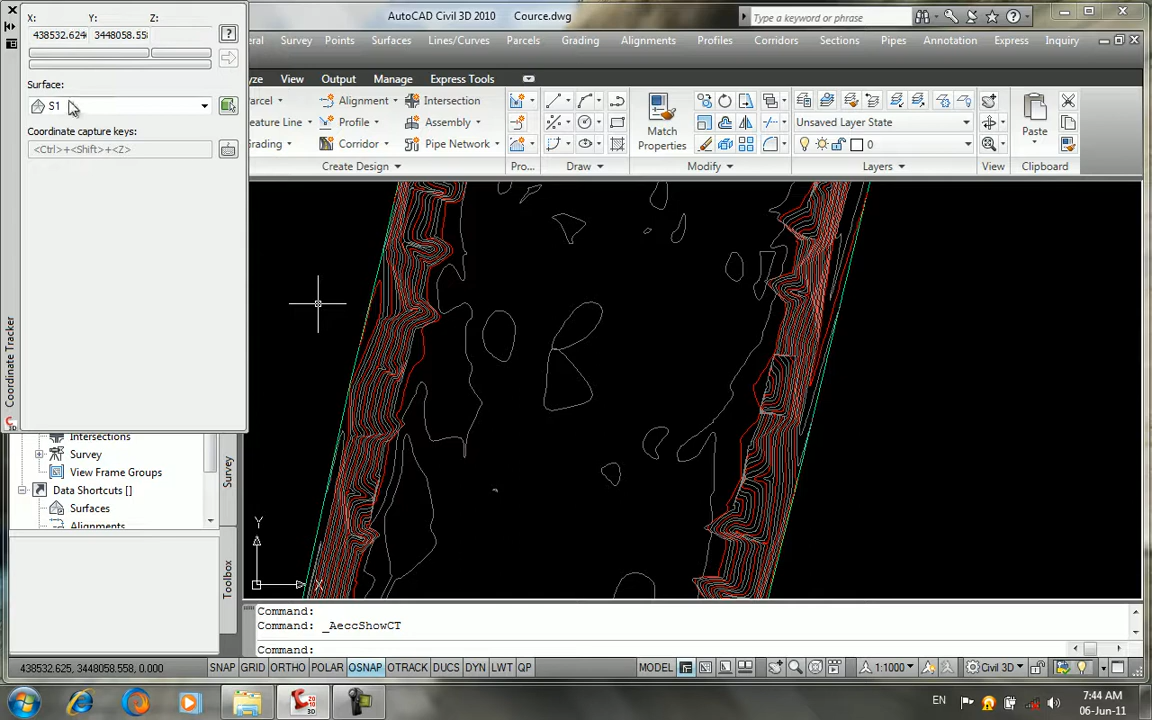 X: Y: Z:
438532.624 3448058.558
AutoCAD Civil 3D 2010 Cource.dwg
Type a keyword or phrase
Survey Points Surfaces Lines/Curves Parcels Grading Alignments Profiles Corridors Sections Pipes Annotation Express Inquiry
View Output Manage Express Tools
Surface:
S1
Coordinate capture keys:
<Ctrl>+<Shift>+<Z>
Alignment Intersection
Profile Assembly
Corridor Pipe Network
Create Design
Pro...
Draw
Match
Properties
Modify
Unsaved Layer State
0
Layers
View
Paste
Clipboard
Coordinate Tracker
Intersections
Survey
View Frame Groups
Data Shortcuts []
Surfaces
Alignments
Survey
Toolbox
Y
X
Command:
Command: _AeccShowCT
Command:
438532.625, 3448058.558, 0.000
SNAP GRID ORTHO POLAR OSNAP OTRACK DUCS DYN LWT QP
MODEL
1:1000
Civil 3D
EN
7:44 AM
06-Jun-11